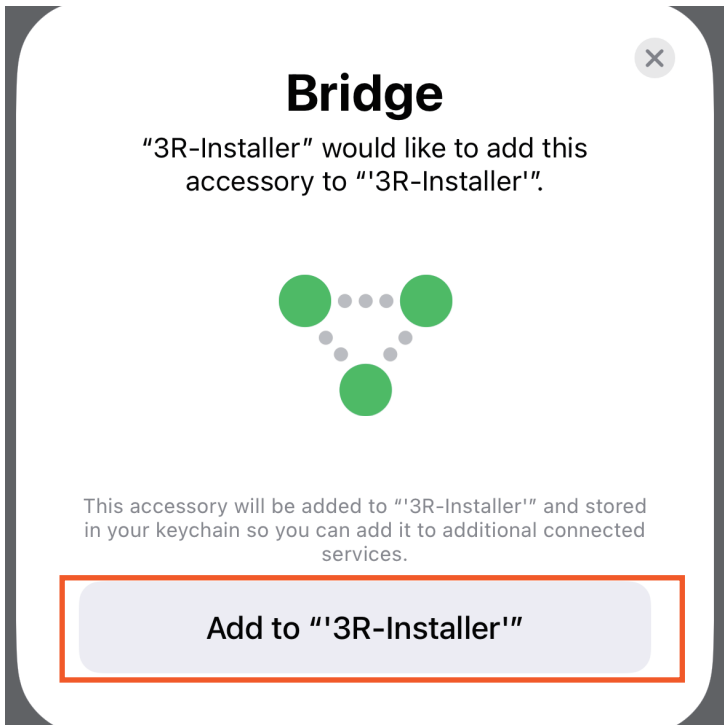 Bridge
“3R-Installer” would like to add this
accessory to “'3R-Installer'”.
This accessory will be added to “'3R-Installer'” and stored
in your keychain so you can add it to additional connected
services.
Add to “'3R-Installer'”